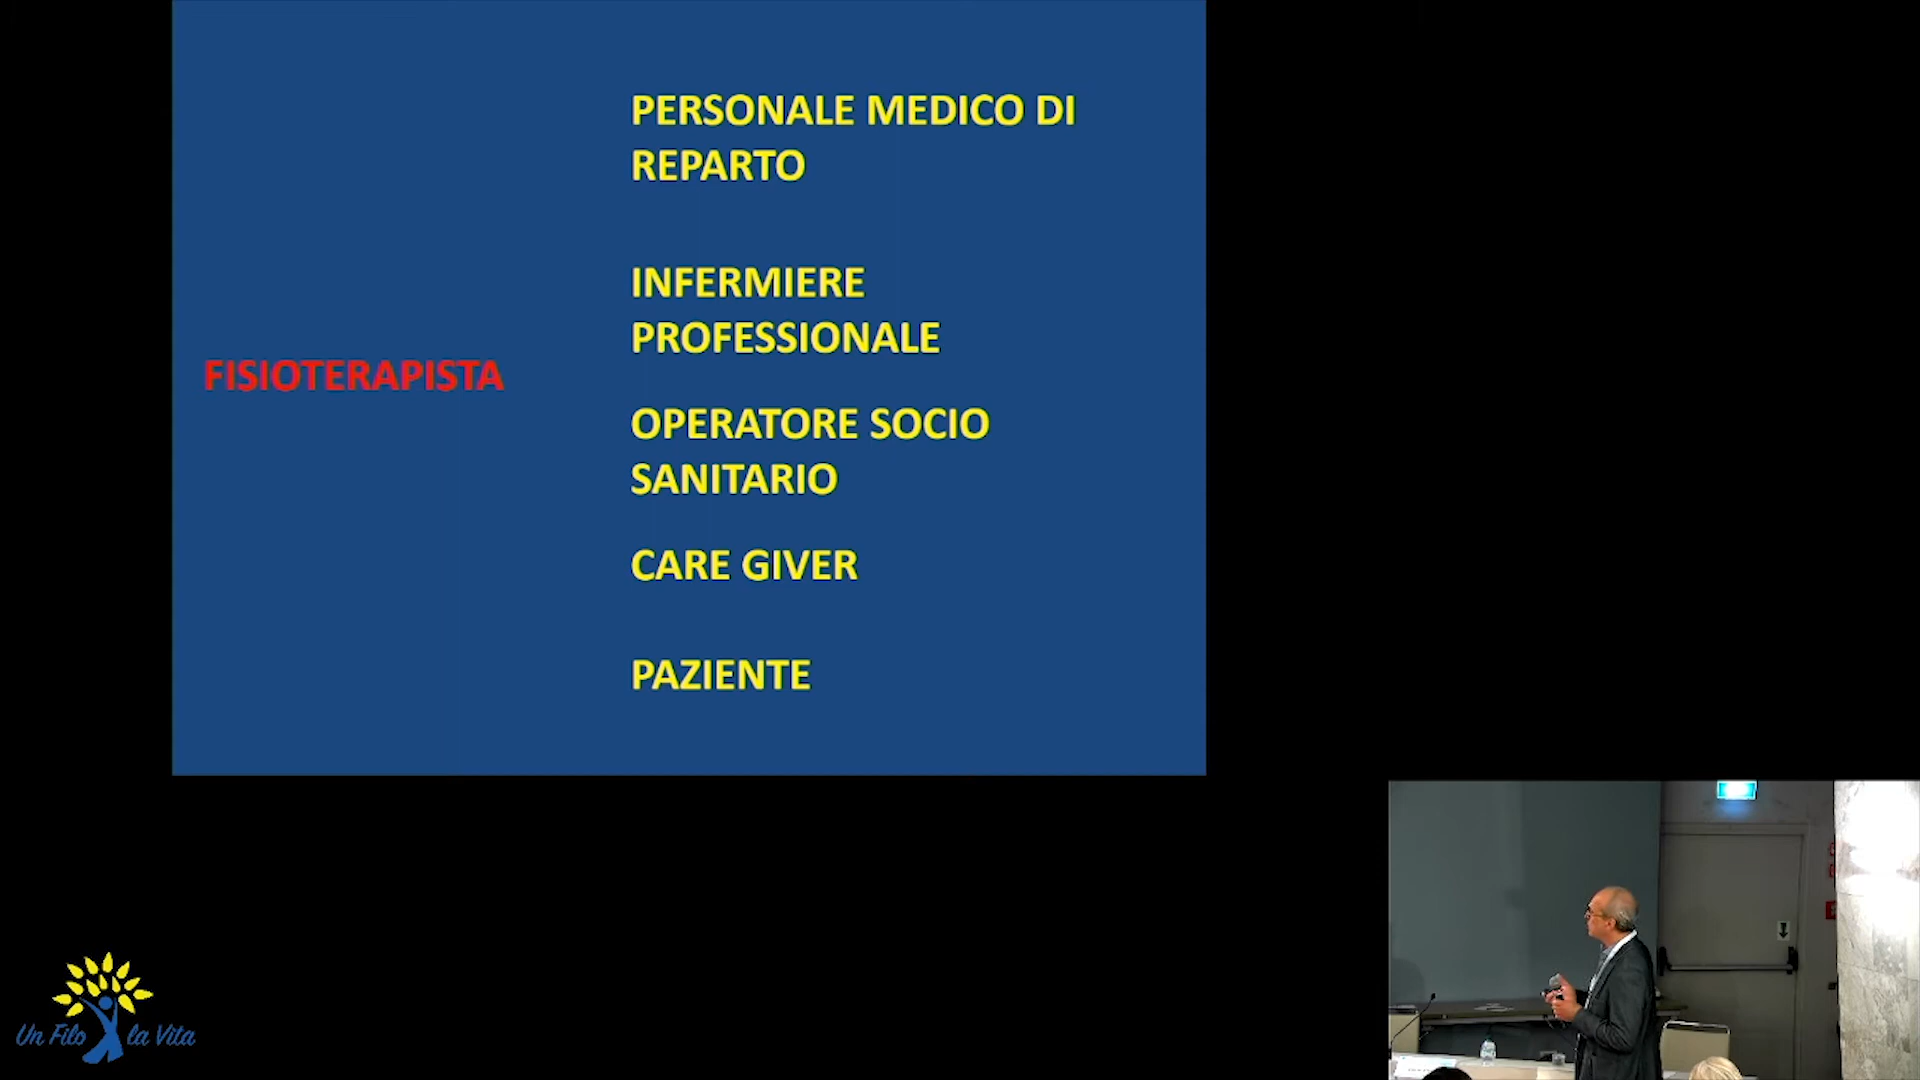 PERSONALE MEDICO DI
REPARTO
INFERMIERE
PROFESSIONALE
FISIOTERAPISTA
OPERATORE SOCIO
SANITARIO
CARE GIVER
PAZIENTE
Un Filo la Vita